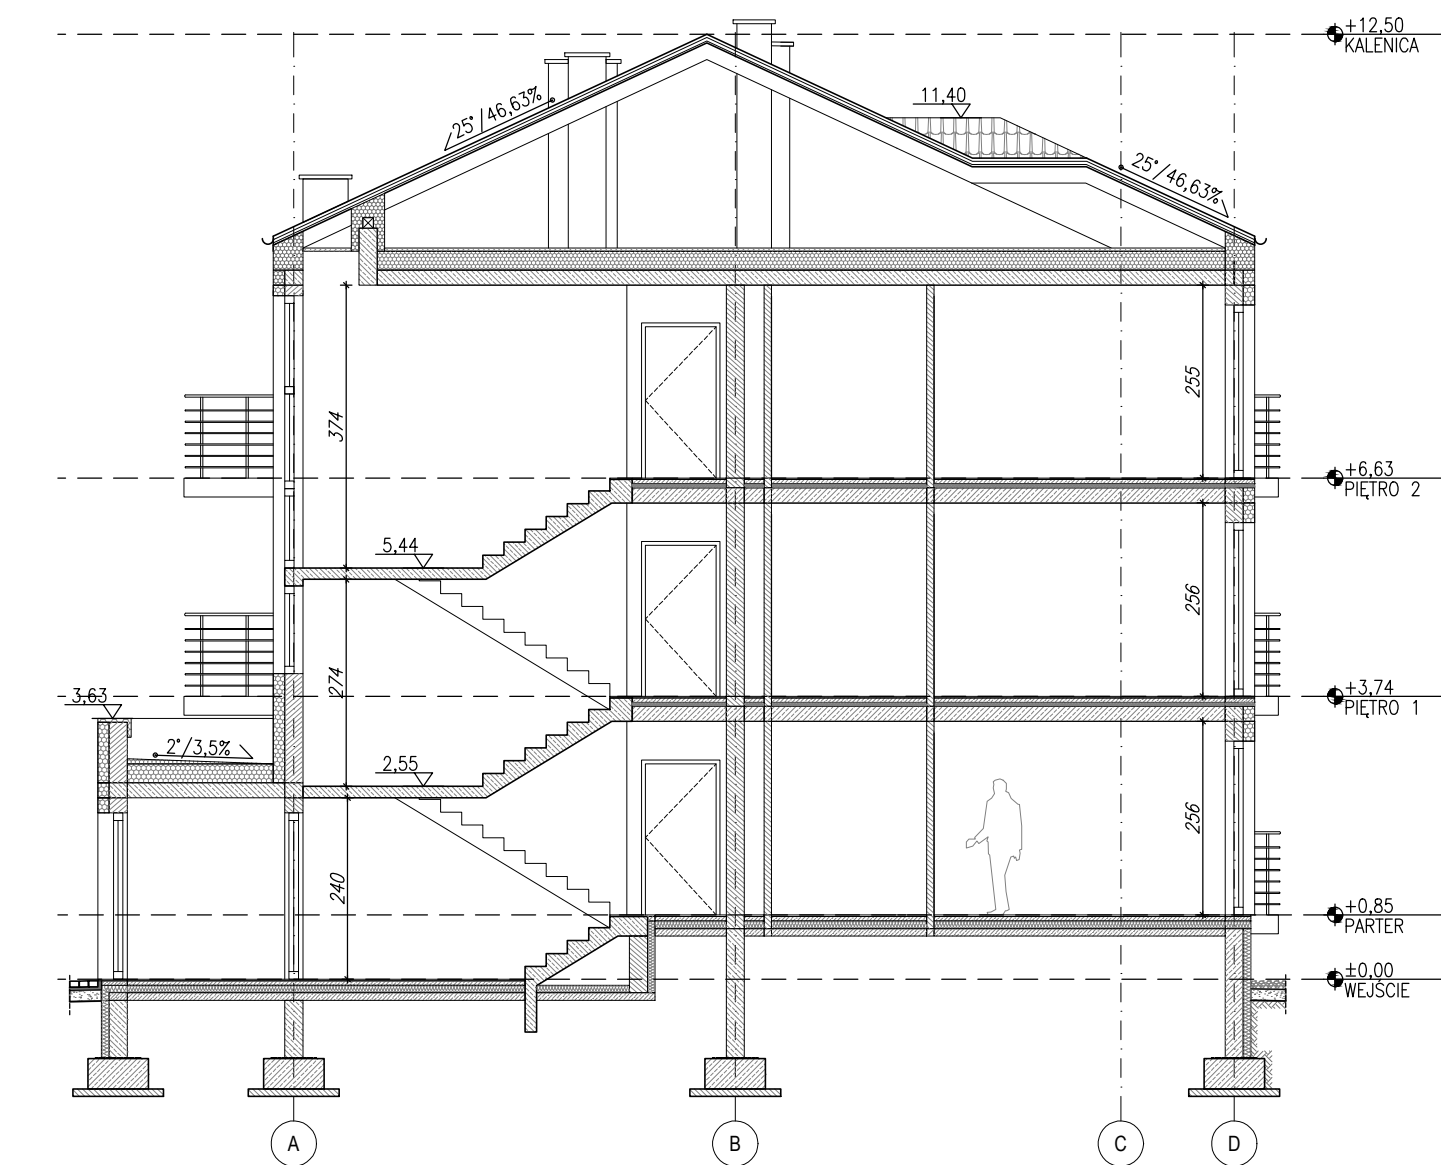 +12,50
KALENICA
25°/46,63%
11,40
25°/46,63%
374
255
+6,63
PIĘTRO 2
5,44
256
274
3,63
+3,74
PIĘTRO 1
2°/3,5%
2,55
256
240
+0,85
PARTER
±0,00
WEJŚCIE
A
B
C
D